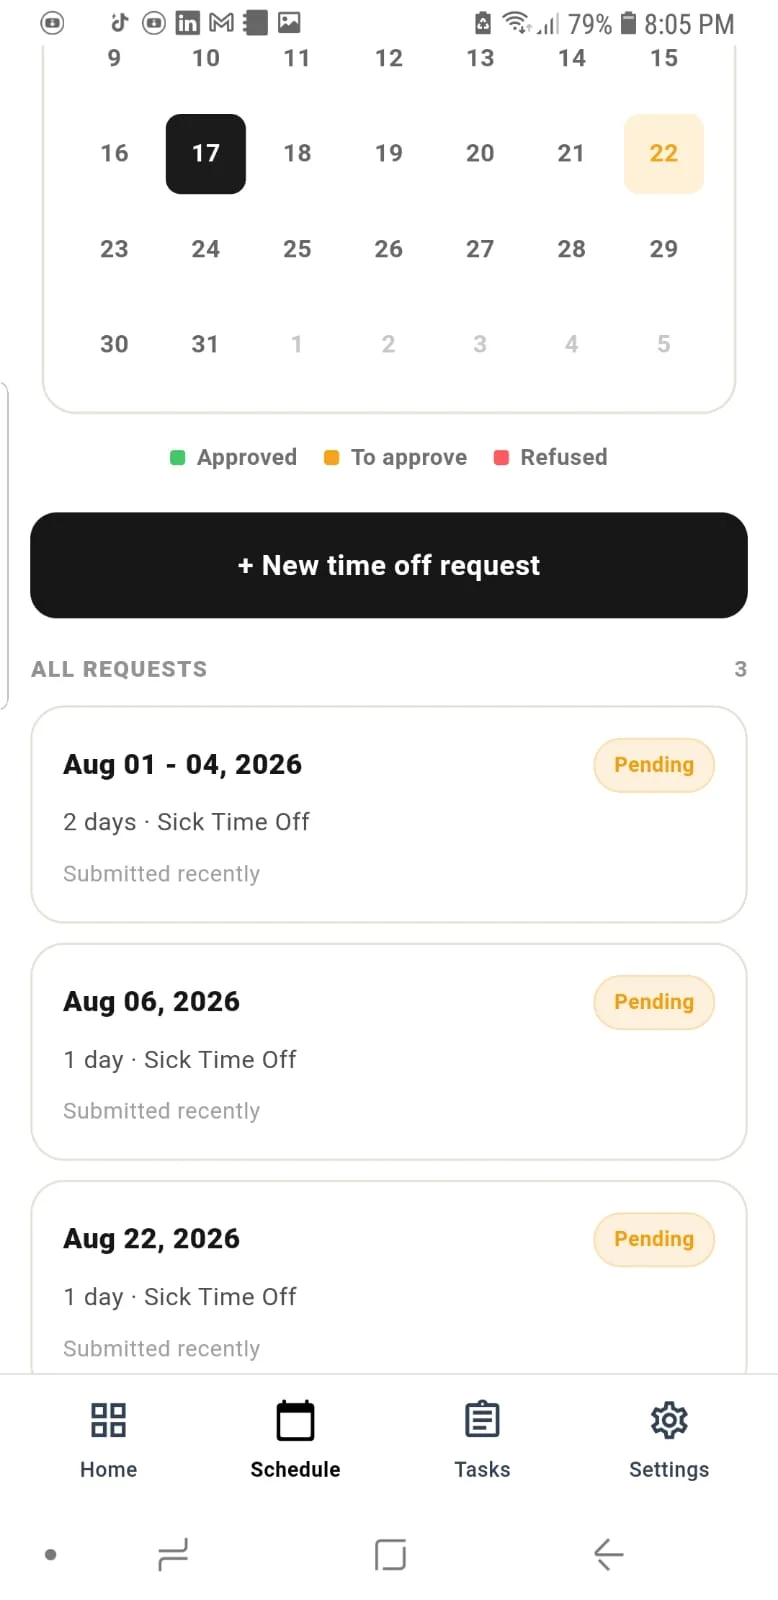 79% 8:05 PM
9 10 11 12 13 14 15
16 17 18 19 20 21 22
23 24 25 26 27 28 29
30 31 1 2 3 4 5
Approved To approve Refused
+ New time off request
ALL REQUESTS 3
Aug 01 - 04, 2026 Pending
2 days · Sick Time Off
Submitted recently
Aug 06, 2026 Pending
1 day · Sick Time Off
Submitted recently
Aug 22, 2026 Pending
1 day · Sick Time Off
Submitted recently
Home Schedule Tasks Settings